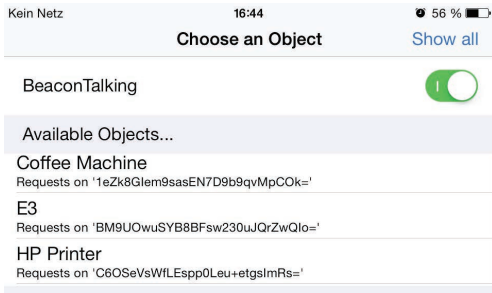 Kein Netz 16:44 56 %
Choose an Object Show all
BeaconTalking
Available Objects...
Coffee Machine
Requests on '1eZk8GIem9sasEN7D9b9qvMpCOk='
E3
Requests on 'BM9UOwuSYB8BFsw230uJQrZwQIo='
HP Printer
Requests on 'C6OSeVsWfLEspp0Leu+etgsImRs='